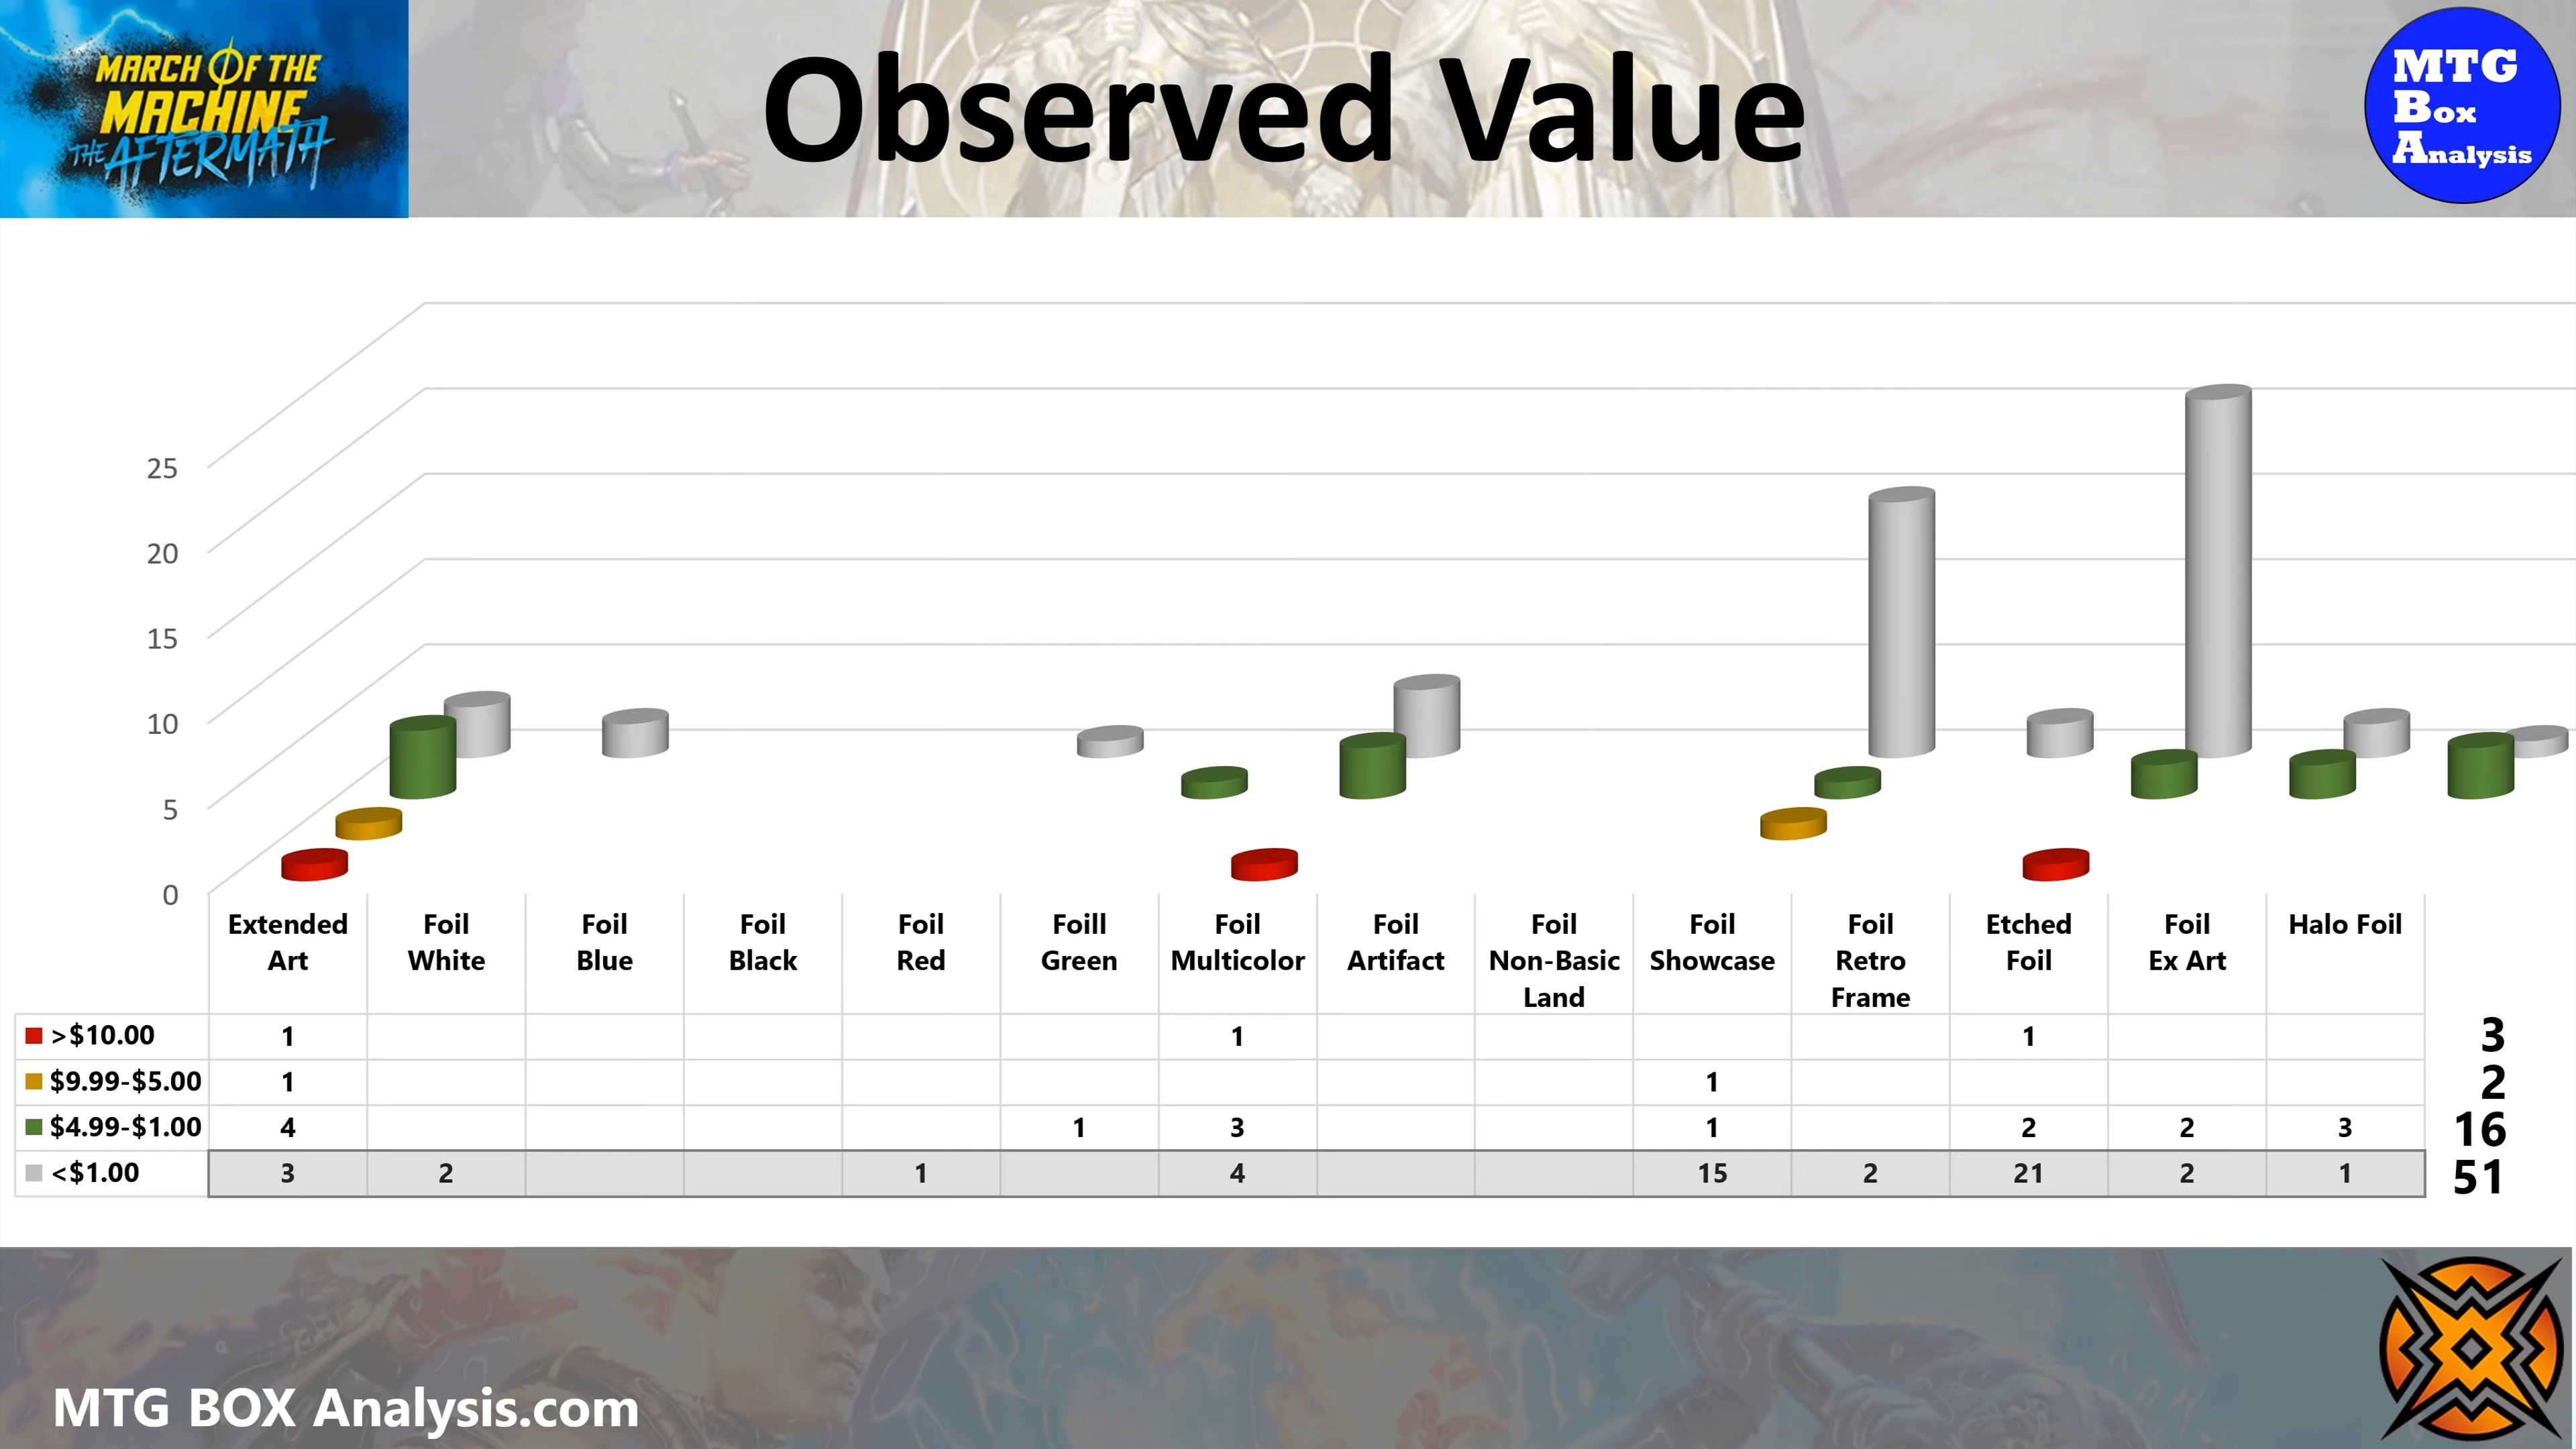 MARCH OF THE
MACHINE
THE AFTERMATH
Observed Value
MTG
Box
Analysis
25
20
15
10
5
0
Extended Art
Foil White
Foil Blue
Foil Black
Foil Red
Foill Green
Foil Multicolor
Foil Artifact
Foil Non-Basic Land
Foil Showcase
Foil Retro Frame
Etched Foil
Foil Ex Art
Halo Foil
>$10.00 1 1 1 3
$9.99-$5.00 1 1 2
$4.99-$1.00 4 1 3 1 2 2 3 16
<$1.00 3 2 1 4 15 2 21 2 1 51
MTG BOX Analysis.com